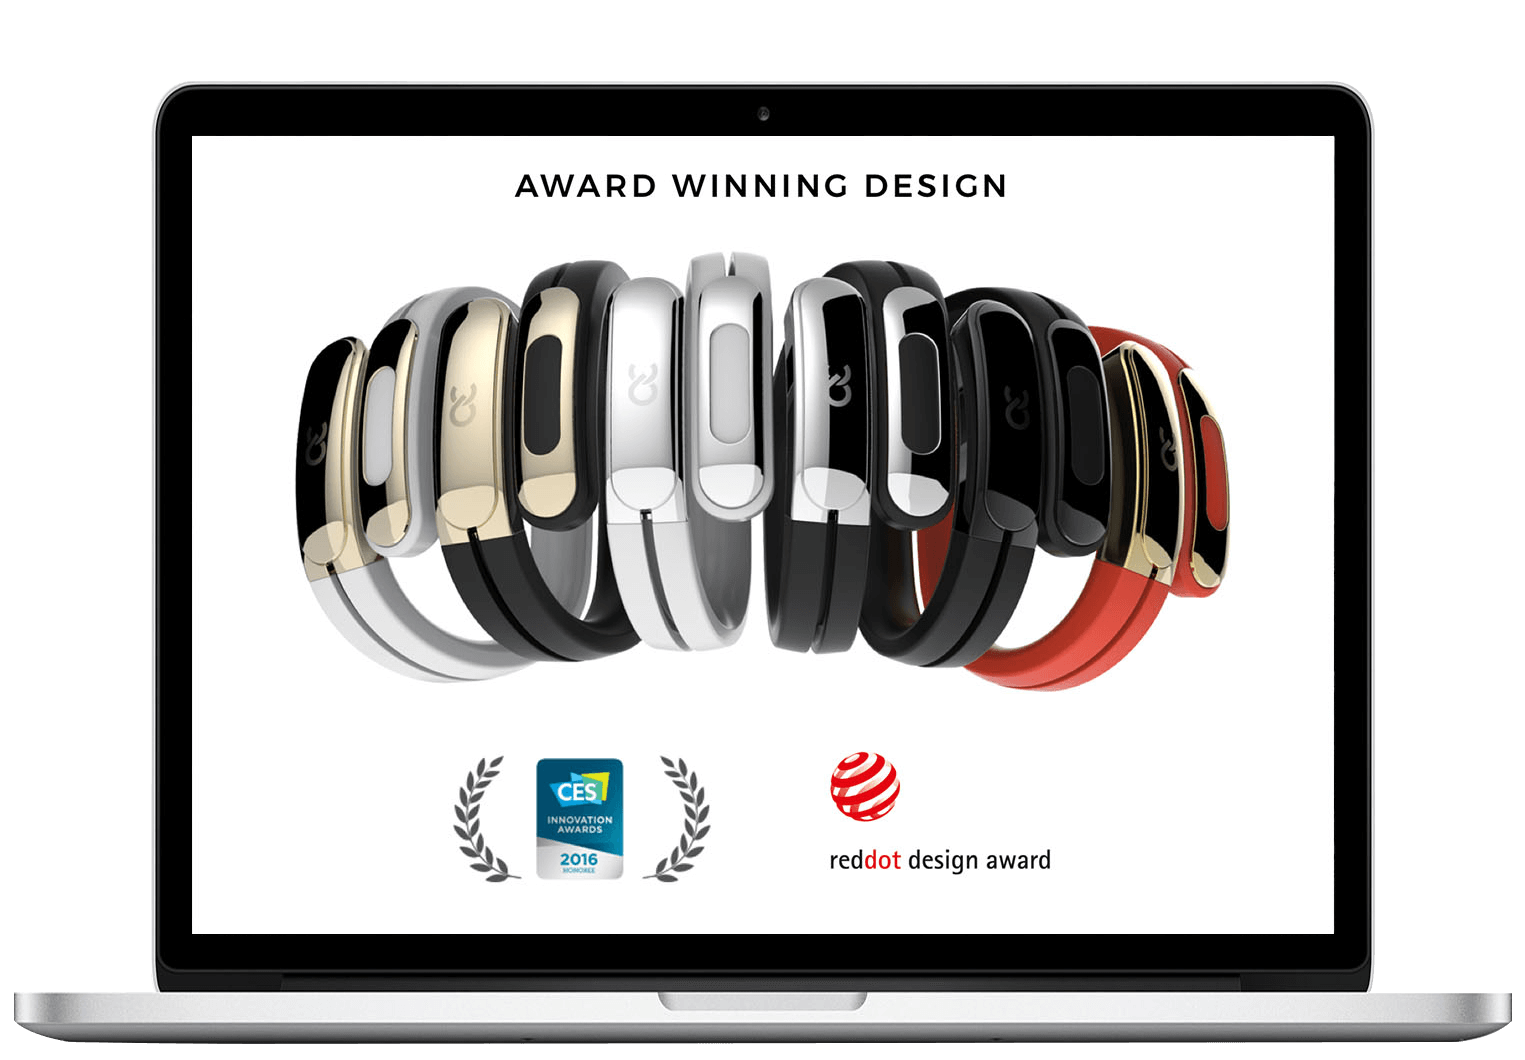 AWARD WINNING DESIGN
CES
INNOVATION
AWARDS
2016
HONOREE
reddot design award